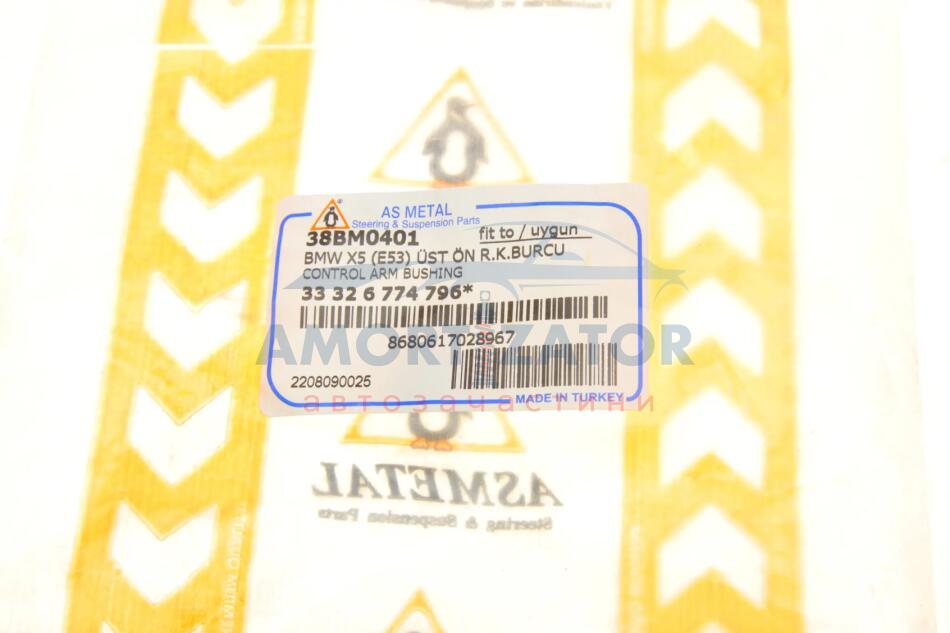 AS METAL
Steering & Suspension Parts
38BM0401 fit to / uygun
BMW X5 (E53) ÜST ÖN R.K.BURCU
CONTROL ARM BUSHING
33 32 6 774 796*
8680617028967
AMORTIZATOR
2208090025
MADE IN TURKEY
автозачастини
ASMETAL
Steering & Suspension Parts